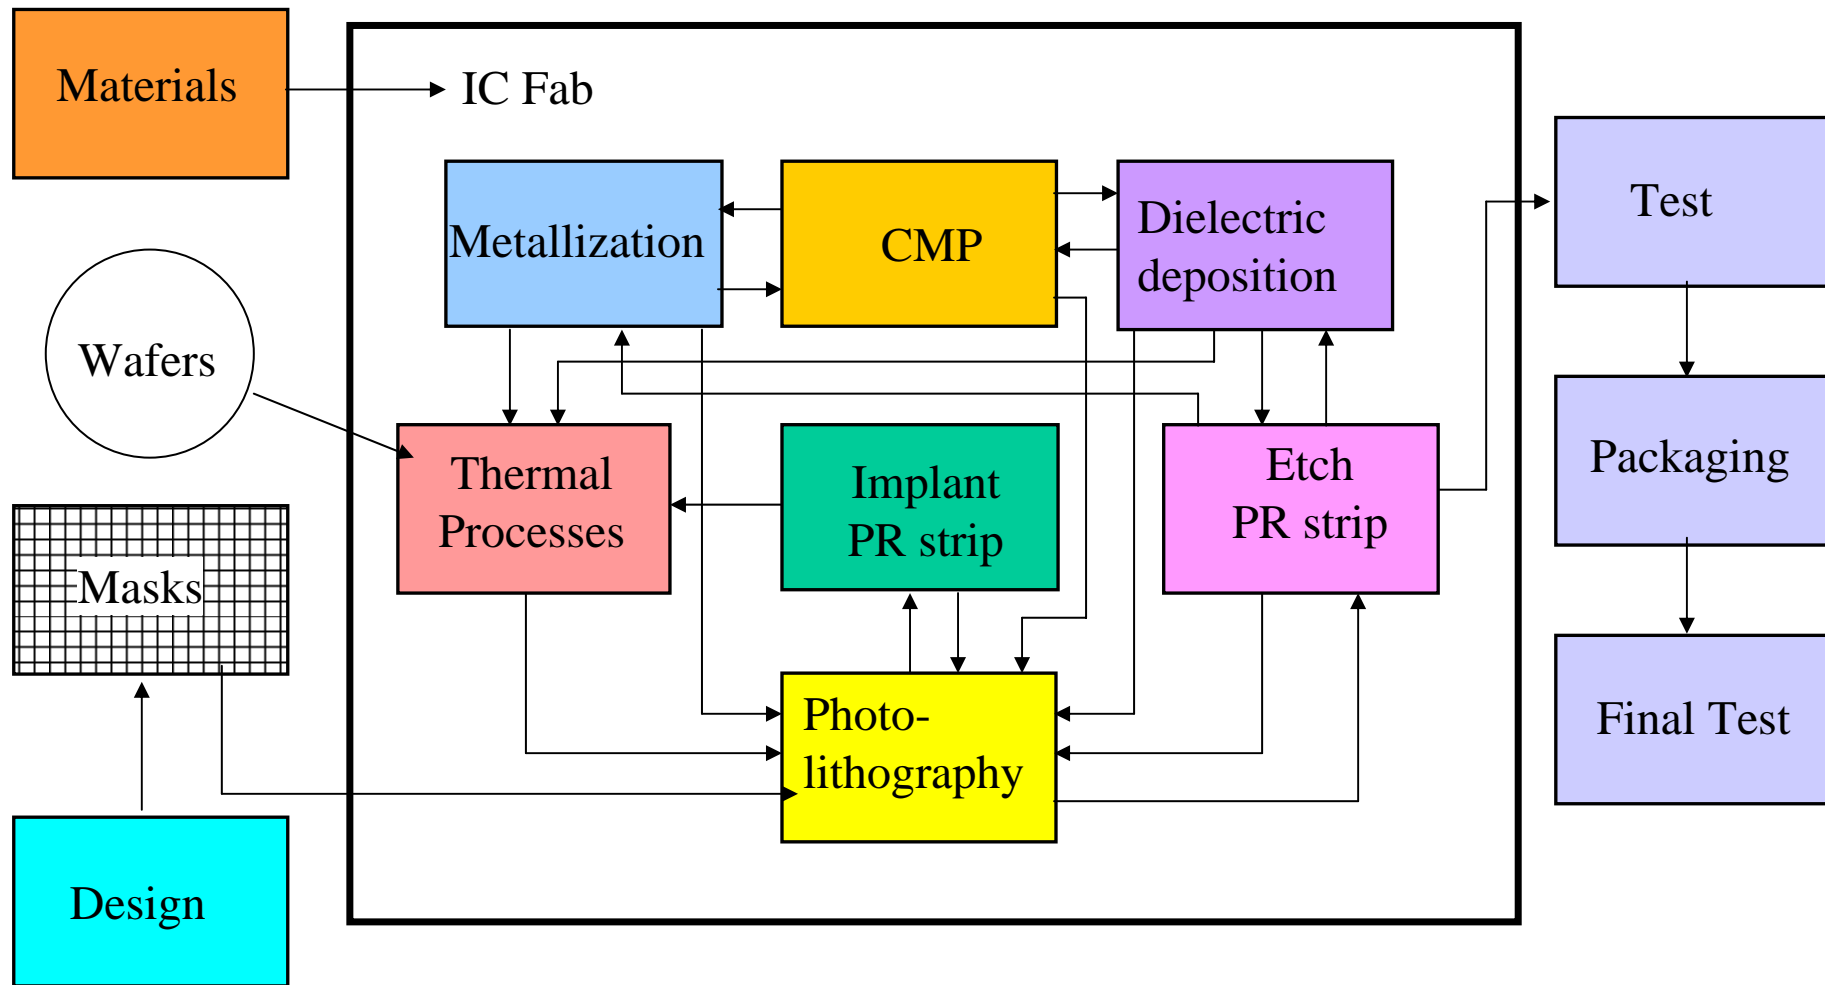 Materials
IC Fab
Metallization
CMP
Dielectric
deposition
Test
Wafers
Thermal
Processes
Implant
PR strip
Etch
PR strip
Packaging
Masks
Photo-
lithography
Final Test
Design